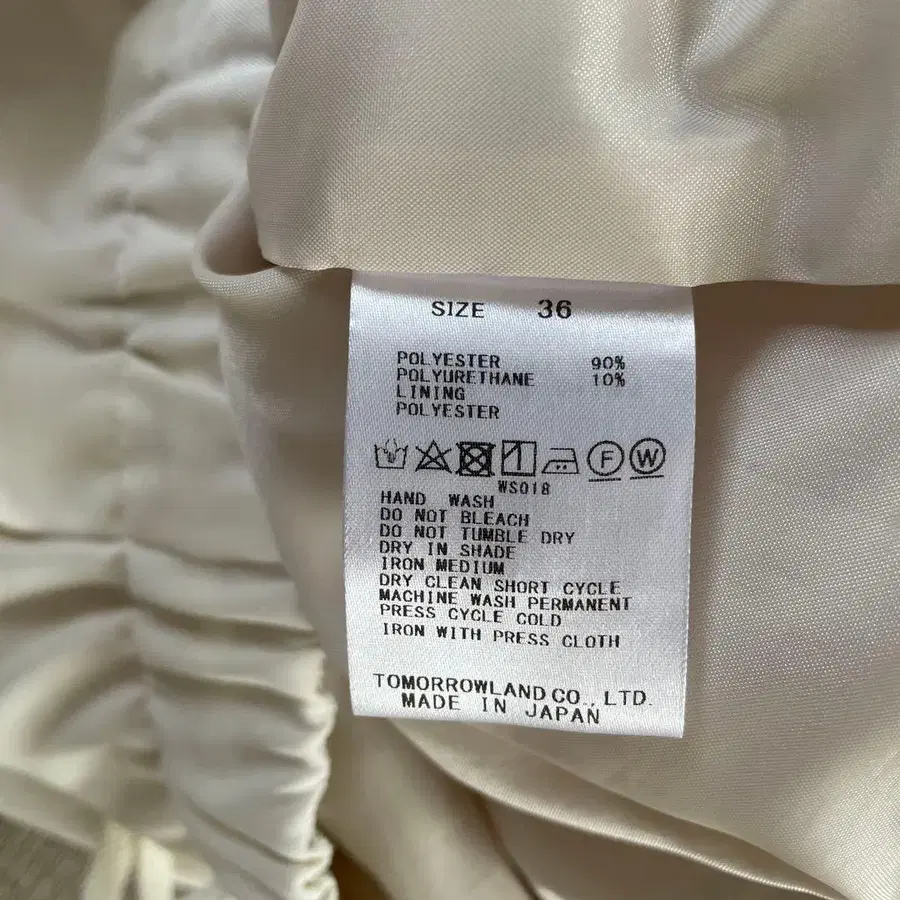 SIZE 36
POLYESTER 90%
POLYURETHANE 10%
LINING
POLYESTER
F W
WS018
HAND WASH
DO NOT BLEACH
DO NOT TUMBLE DRY
DRY IN SHADE
IRON MEDIUM
DRY CLEAN SHORT CYCLE
MACHINE WASH PERMANENT
PRESS CYCLE COLD
IRON WITH PRESS CLOTH
TOMORROWLAND CO., LTD.
MADE IN JAPAN